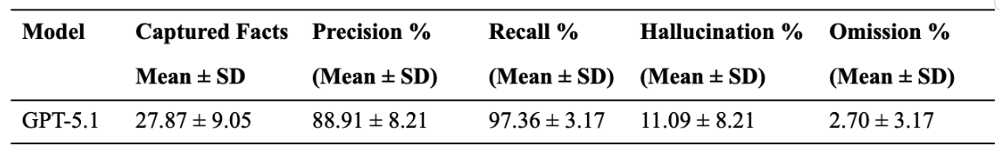 Model Captured Facts Precision % Recall % Hallucination % Omission %
Mean ± SD (Mean ± SD) (Mean ± SD) (Mean ± SD) (Mean ± SD)
GPT-5.1 27.87 ± 9.05 88.91 ± 8.21 97.36 ± 3.17 11.09 ± 8.21 2.70 ± 3.17